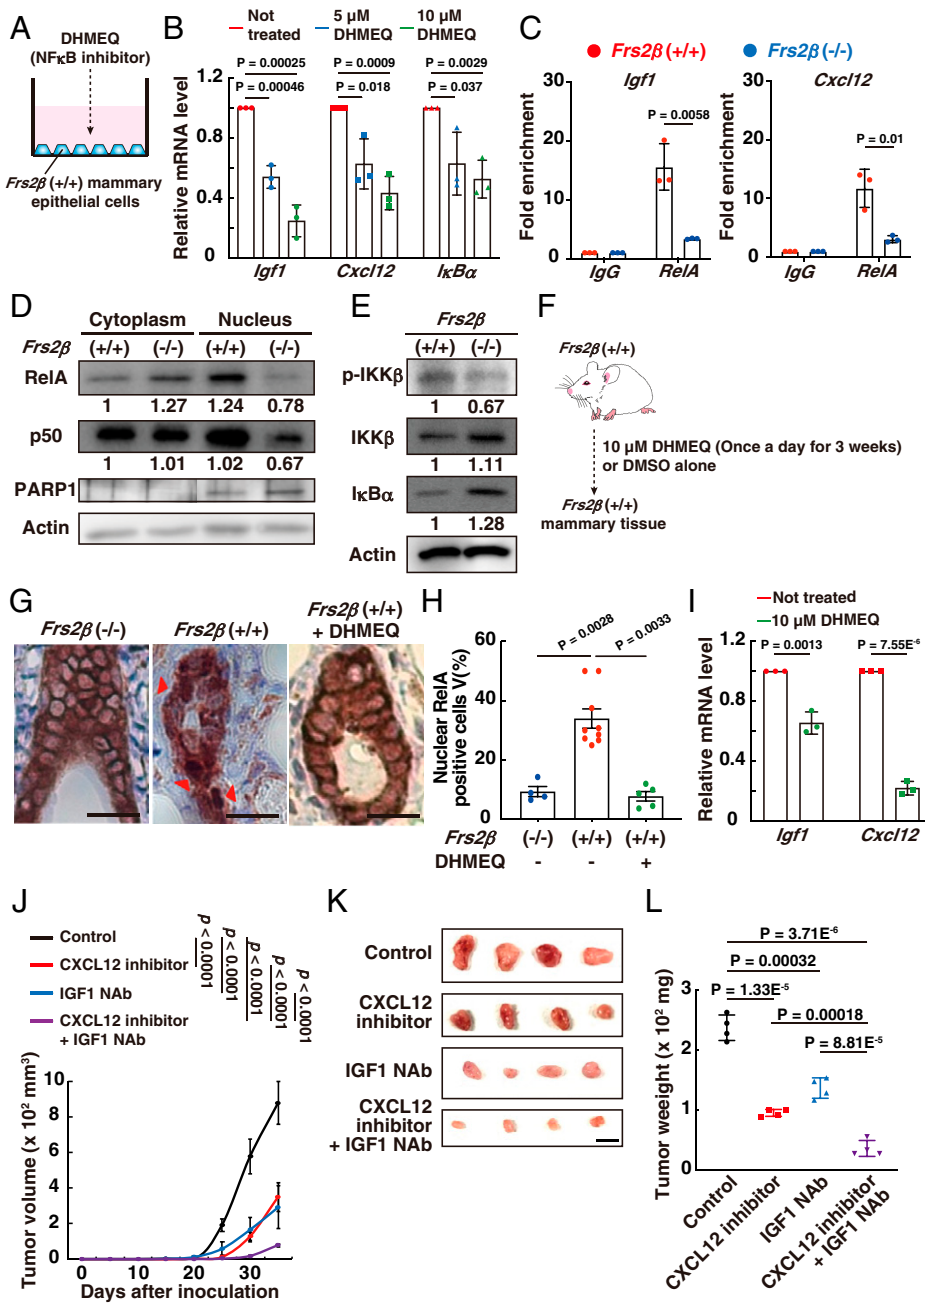 A
DHMEQ
(NFκB inhibitor)
Frs2β (+/+) mammary
epithelial cells
B
Not
treated
5 μM
DHMEQ
10 μM
DHMEQ
P = 0.00025
P = 0.00046
P = 0.0009
P = 0.018
P = 0.0029
P = 0.037
Relative mRNA level
1.2
0.8
0.4
0
Igf1
Cxcl12
IκBα
C
Frs2β (+/+)
Frs2β (-/-)
Igf1
Fold enrichment
30
20
10
0
P = 0.0058
IgG
RelA
Cxcl12
Fold enrichment
30
20
10
0
P = 0.01
IgG
RelA
D
Cytoplasm
Nucleus
Frs2β
(+/+)
(-/-)
(+/+)
(-/-)
RelA
1
1.27
1.24
0.78
p50
1
1.01
1.02
0.67
PARP1
Actin
E
Frs2β
(+/+)
(-/-)
p-IKKβ
1
0.67
IKKβ
1
1.11
IκBα
1
1.28
Actin
F
Frs2β (+/+)
10 μM DHMEQ (Once a day for 3 weeks)
or DMSO alone
Frs2β (+/+)
mammary tissue
G
Frs2β (-/-)
Frs2β (+/+)
Frs2β (+/+)
+ DHMEQ
H
Nuclear RelA
positive cells V(%)
60
40
20
0
P = 0.0028
P = 0.0033
Frs2β
(-/-)
(+/+)
(+/+)
DHMEQ
-
-
+
I
Not treated
10 μM DHMEQ
P = 0.0013
P = 7.55E-6
Relative mRNA level
1.2
0.8
0.4
0
Igf1
Cxcl12
J
Control
CXCL12 inhibitor
IGF1 NAb
CXCL12 inhibitor
+ IGF1 NAb
p < 0.0001
p < 0.0001
p < 0.0001
p < 0.0001
p < 0.0001
Tumor volume (x 10² mm³)
10
8
6
4
2
0
0
10
20
30
Days after inoculation
K
Control
CXCL12
inhibitor
IGF1 NAb
CXCL12
inhibitor
+ IGF1 NAb
L
P = 3.71E-6
P = 0.00032
P = 1.33E-5
P = 0.00018
P = 8.81E-5
Tumor weeight (x 10² mg)
3
2
1
0
Control
CXCL12 inhibitor
IGF1 NAb
CXCL12 inhibitor
+ IGF1 NAb